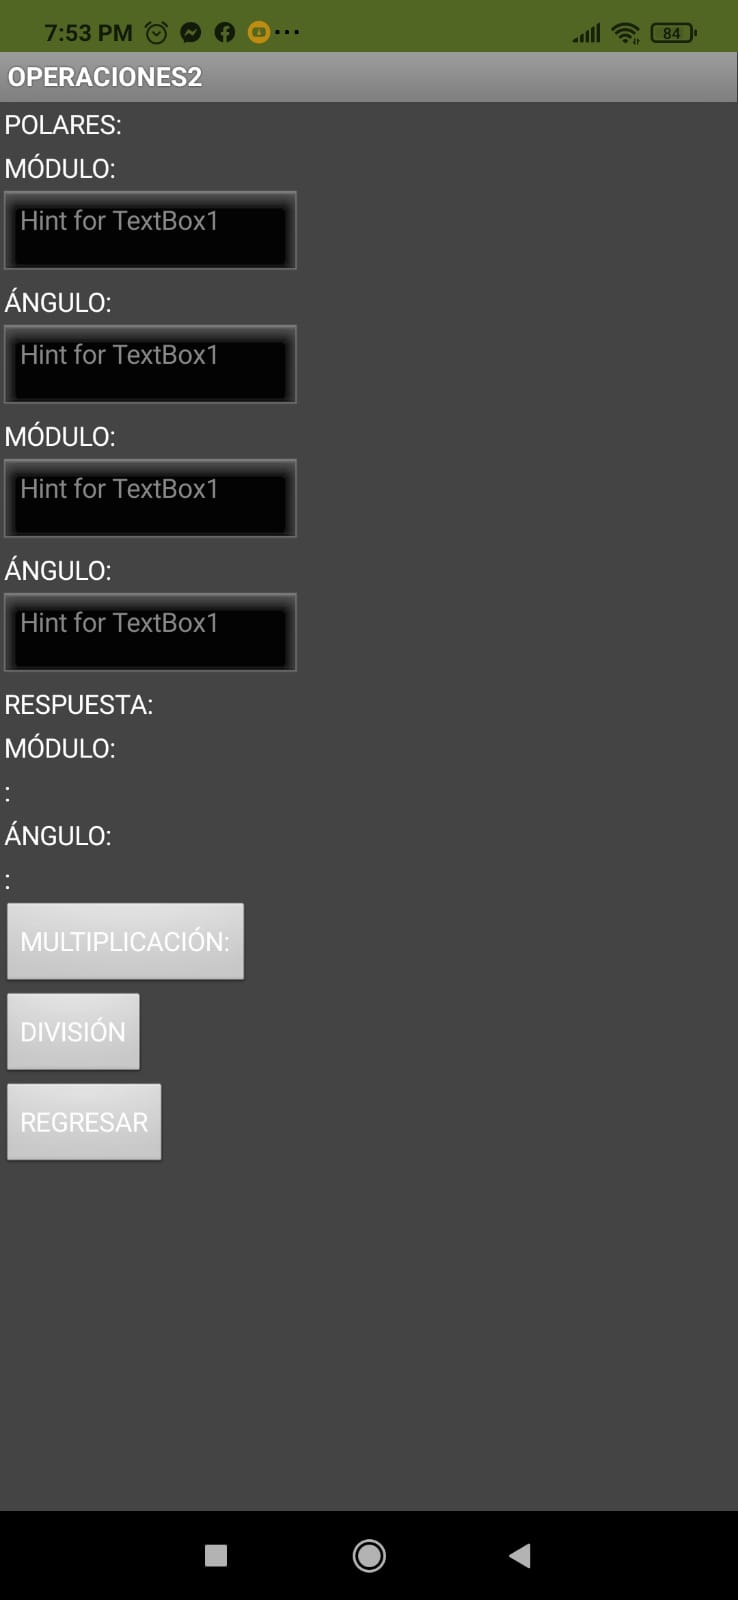 7:53 PM 84
OPERACIONES2
POLARES:
MÓDULO:
Hint for TextBox1
ÁNGULO:
Hint for TextBox1
MÓDULO:
Hint for TextBox1
ÁNGULO:
Hint for TextBox1
RESPUESTA:
MÓDULO:
:
ÁNGULO:
:
MULTIPLICACIÓN:
DIVISIÓN
REGRESAR